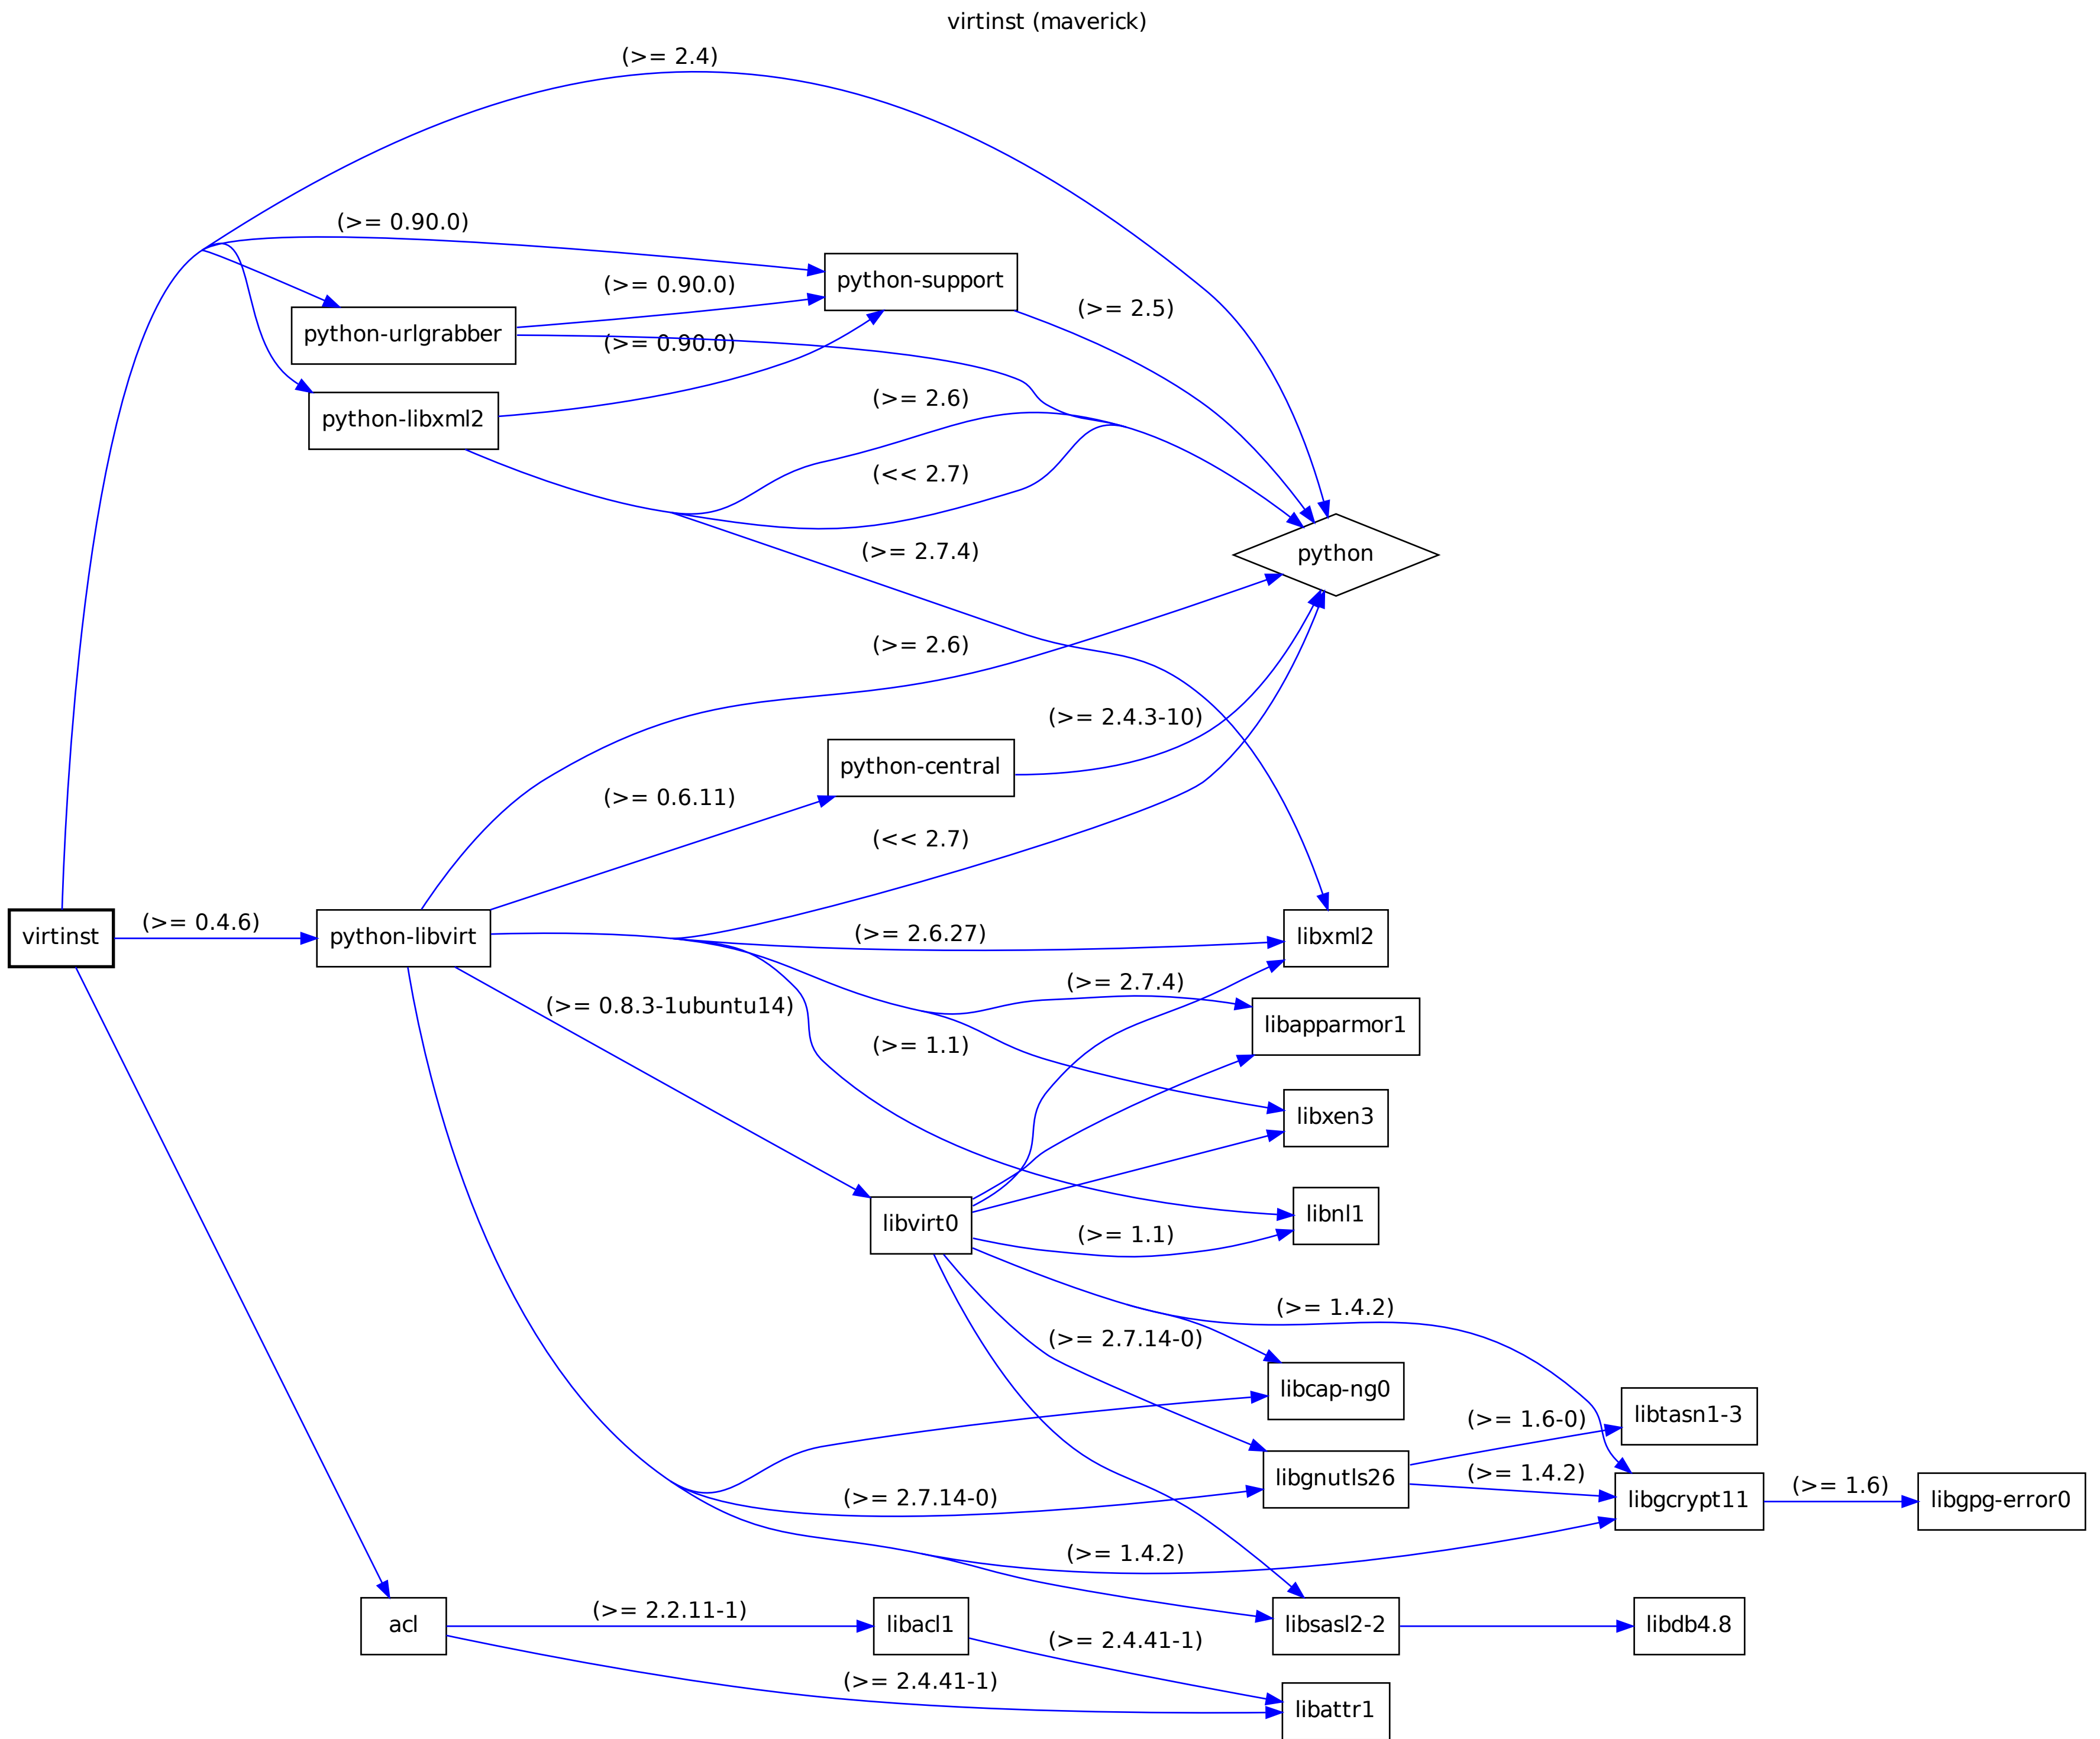 virtinst (maverick)
(>= 2.4)
(>= 0.90.0)
python-support
(>= 0.90.0)
(>= 2.5)
python-urlgrabber
(>= 0.90.0)
(>= 2.6)
python-libxml2
(<< 2.7)
(>= 2.7.4)
python
(>= 2.6)
(>= 2.4.3-10)
python-central
(>= 0.6.11)
(<< 2.7)
virtinst
(>= 0.4.6)
python-libvirt
(>= 2.6.27)
libxml2
(>= 2.7.4)
(>= 0.8.3-1ubuntu14)
libapparmor1
(>= 1.1)
libxen3
libvirt0
libnl1
(>= 1.1)
(>= 1.4.2)
(>= 2.7.14-0)
libcap-ng0
libtasn1-3
(>= 1.6-0)
libgnutls26
(>= 1.4.2)
(>= 1.6)
(>= 2.7.14-0)
libgcrypt11
libgpg-error0
(>= 1.4.2)
acl
(>= 2.2.11-1)
libacl1
libsasl2-2
libdb4.8
(>= 2.4.41-1)
(>= 2.4.41-1)
libattr1